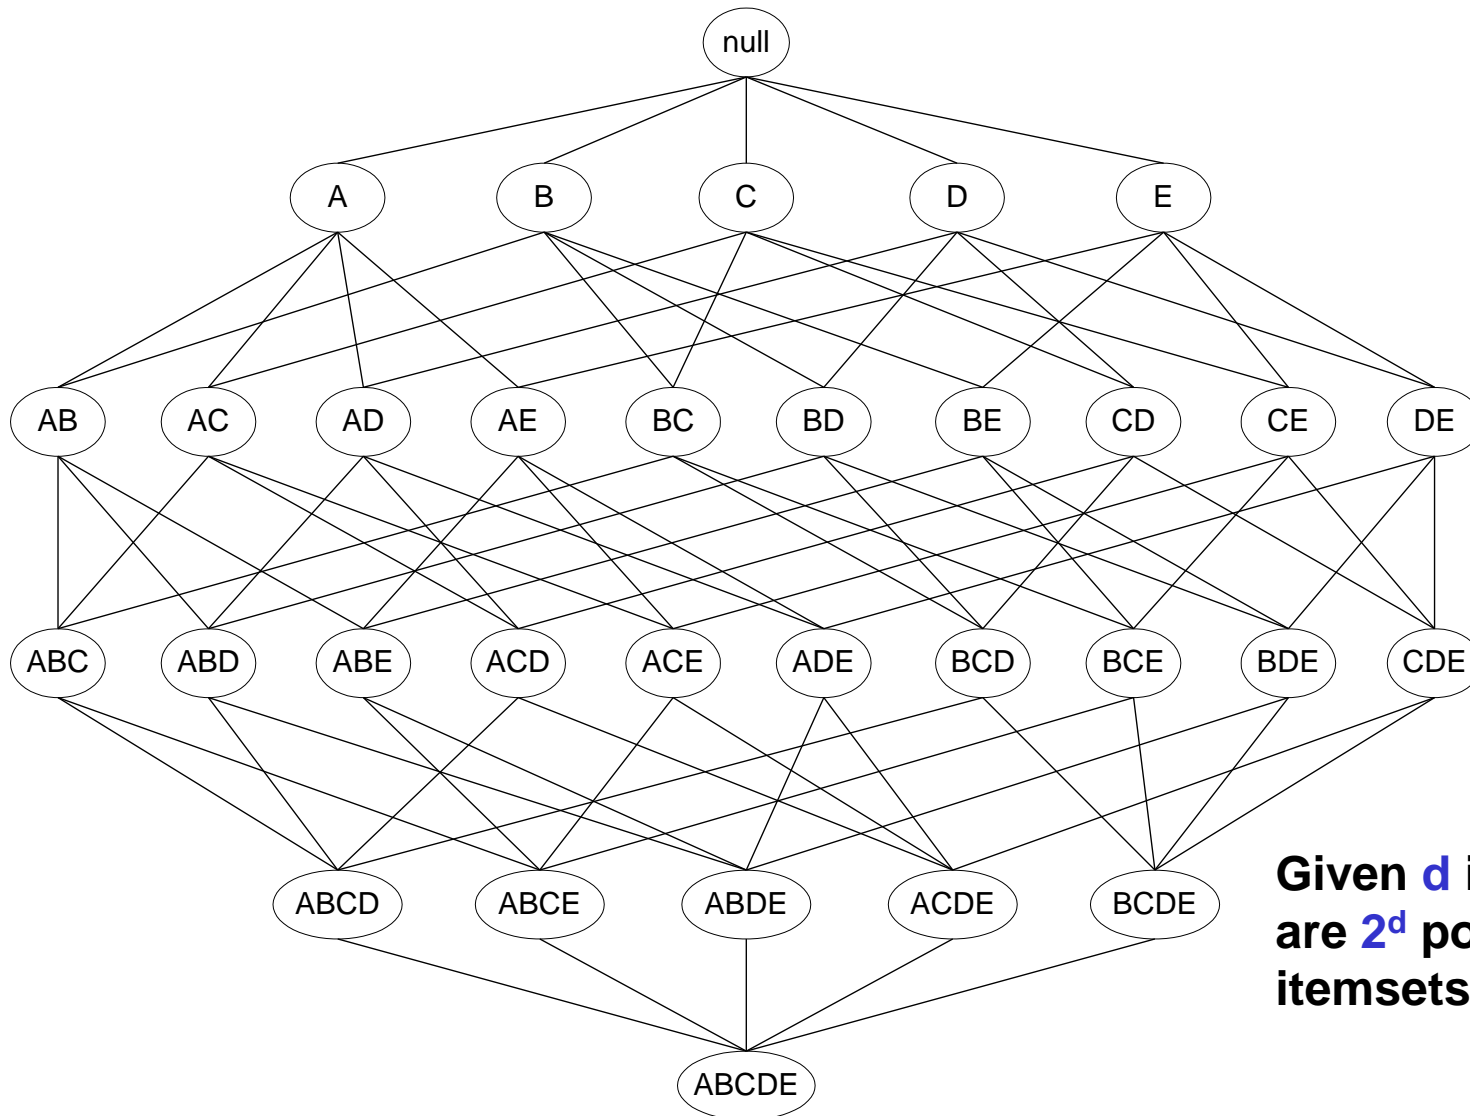 null
A B C D E
AB AC AD AE BC BD BE CD CE DE
ABC ABD ABE ACD ACE ADE BCD BCE BDE CDE
ABCD ABCE ABDE ACDE BCDE
Given d
are 2^d
itemsets
ABCDE